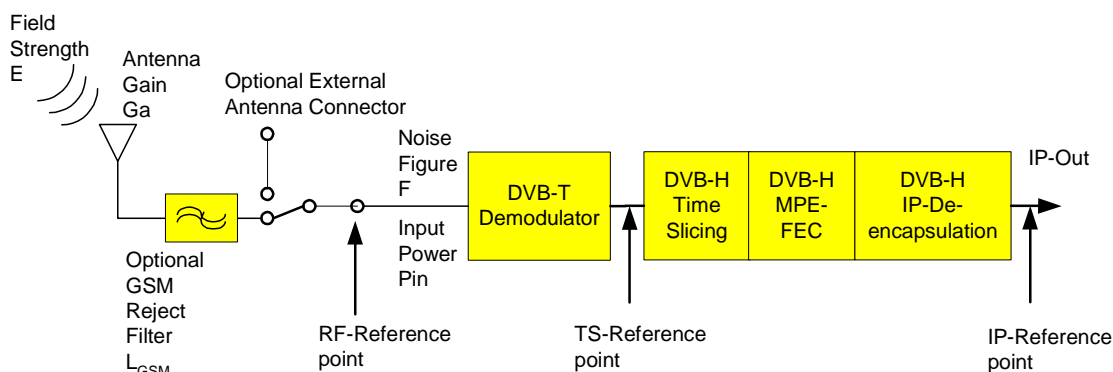 Field
Strength
E
Antenna
Gain
Ga
Optional External
Antenna Connector
Noise
Figure
F
Input
Power
Pin
Optional
GSM
Reject
Filter
LGSM
RF-Reference
point
DVB-T
Demodulator
TS-Reference
point
DVB-H
Time
Slicing
DVB-H
MPE-
FEC
DVB-H
IP-De-
encapsulation
IP-Out
IP-Reference
point